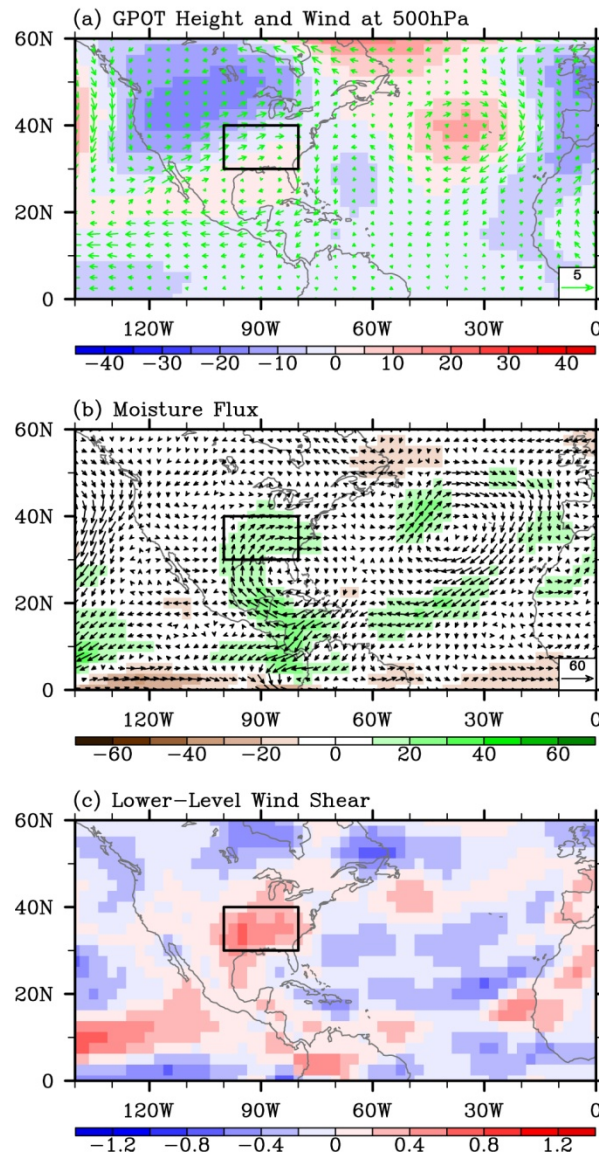 (a) GPOT Height and Wind at 500hPa
60N
40N
20N
0
5
120W 90W 60W 30W
−40 −30 −20 −10 0 10 20 30 40
(b) Moisture Flux
60N
40N
20N
0
60
120W 90W 60W 30W
−60 −40 −20 0 20 40 60
(c) Lower−Level Wind Shear
60N
40N
20N
0
120W 90W 60W 30W
−1.2 −0.8 −0.4 0 0.4 0.8 1.2